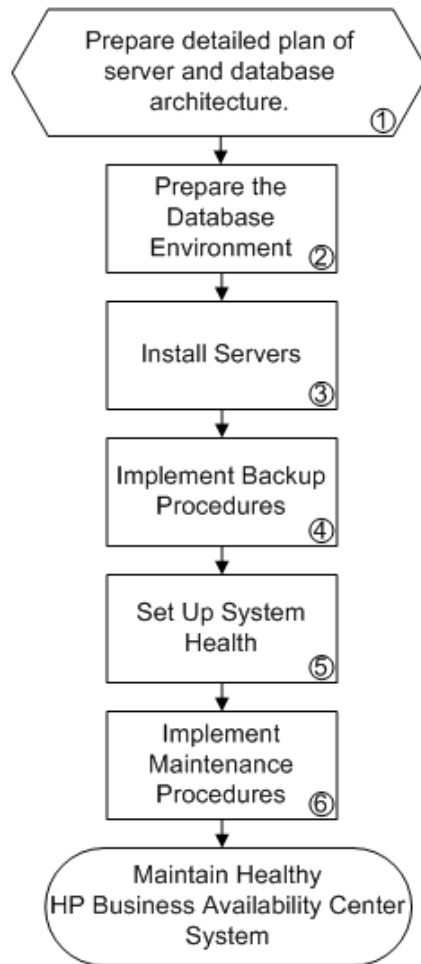 Prepare detailed plan of
server and database
architecture.
①
Prepare the
Database
Environment
②
Install Servers
③
Implement Backup
Procedures
④
Set Up System
Health
⑤
Implement
Maintenance
Procedures
⑥
Maintain Healthy
HP Business Availability Center
System